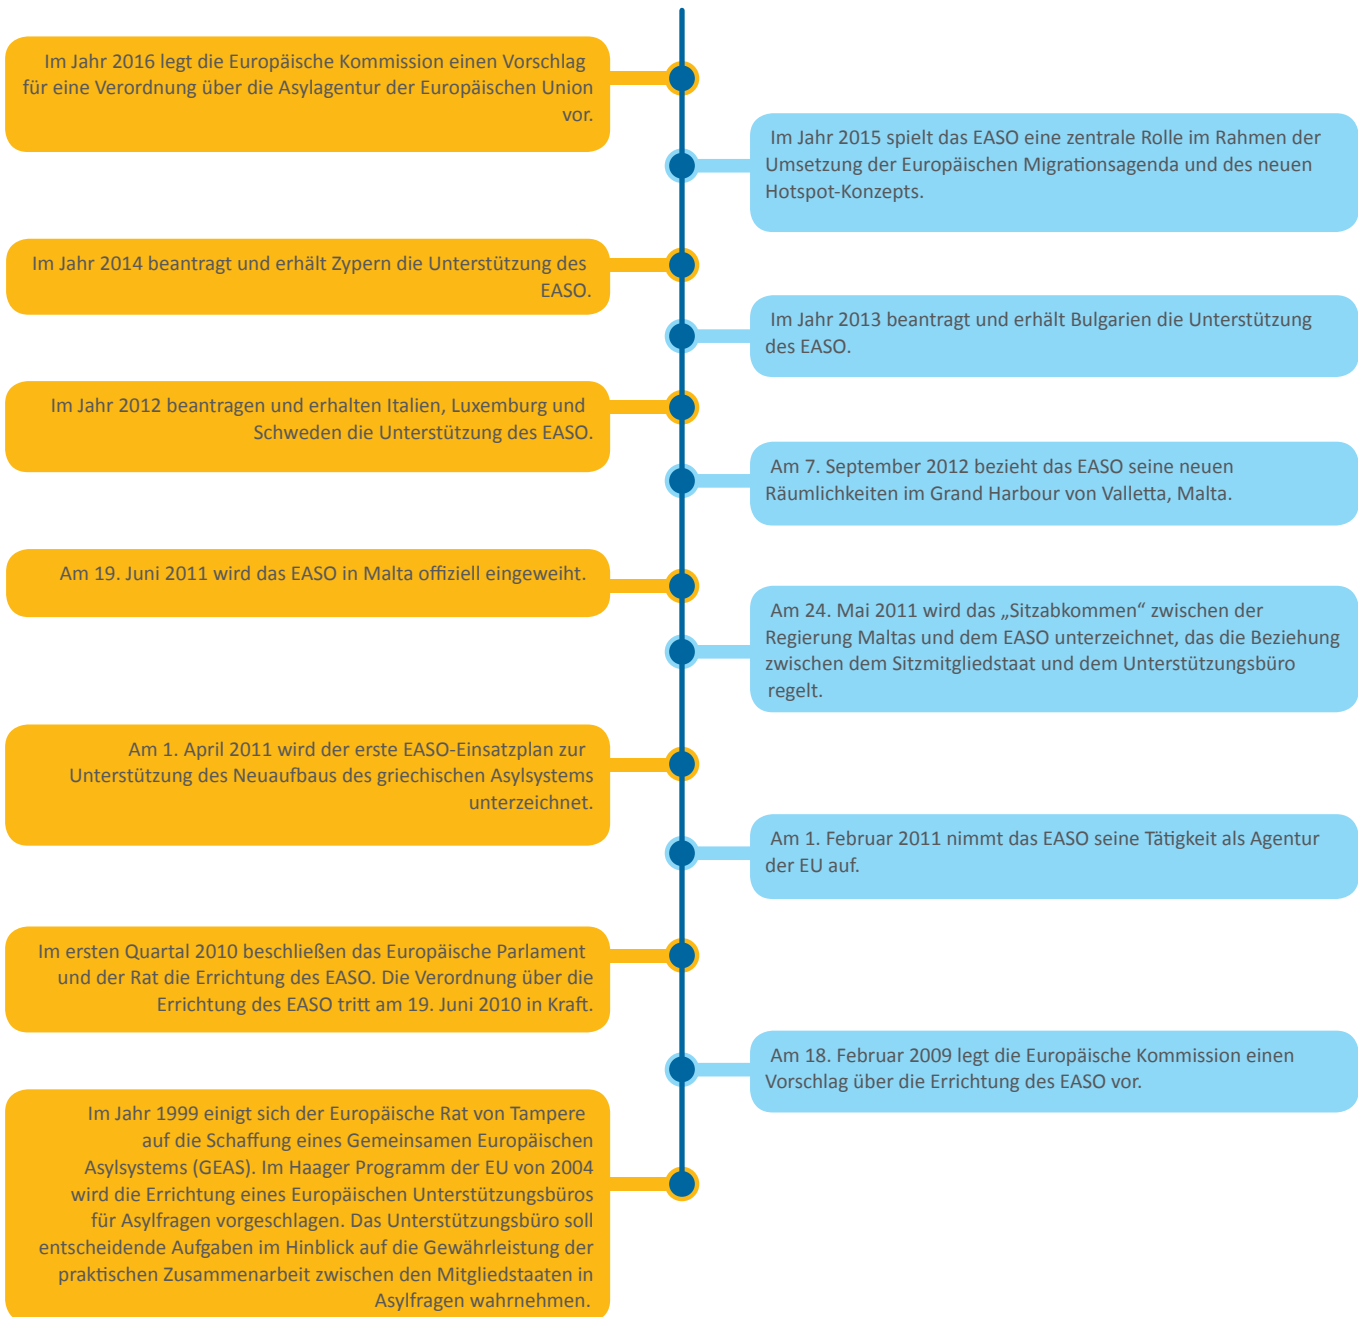 Im Jahr 2016 legt die Europäische Kommission einen Vorschlag
für eine Verordnung über die Asylagentur der Europäischen Union
vor.
Im Jahr 2015 spielt das EASO eine zentrale Rolle im Rahmen der
Umsetzung der Europäischen Migrationsagenda und des neuen
Hotspot-Konzepts.
Im Jahr 2014 beantragt und erhält Zypern die Unterstützung des
EASO.
Im Jahr 2013 beantragt und erhält Bulgarien die Unterstützung
des EASO.
Im Jahr 2012 beantragen und erhalten Italien, Luxemburg und
Schweden die Unterstützung des EASO.
Am 7. September 2012 bezieht das EASO seine neuen
Räumlichkeiten im Grand Harbour von Valletta, Malta.
Am 19. Juni 2011 wird das EASO in Malta offiziell eingeweiht.
Am 24. Mai 2011 wird das „Sitzabkommen“ zwischen der
Regierung Maltas und dem EASO unterzeichnet, das die Beziehung
zwischen dem Sitzmitgliedstaat und dem Unterstützungsbüro
regelt.
Am 1. April 2011 wird der erste EASO-Einsatzplan zur
Unterstützung des Neuaufbaus des griechischen Asylsystems
unterzeichnet.
Am 1. Februar 2011 nimmt das EASO seine Tätigkeit als Agentur
der EU auf.
Im ersten Quartal 2010 beschließen das Europäische Parlament
und der Rat die Errichtung des EASO. Die Verordnung über die
Errichtung des EASO tritt am 19. Juni 2010 in Kraft.
Am 18. Februar 2009 legt die Europäische Kommission einen
Vorschlag über die Errichtung des EASO vor.
Im Jahr 1999 einigt sich der Europäische Rat von Tampere
auf die Schaffung eines Gemeinsamen Europäischen
Asylsystems (GEAS). Im Haager Programm der EU von 2004
wird die Errichtung eines Europäischen Unterstützungsbüros
für Asylfragen vorgeschlagen. Das Unterstützungsbüro soll
entscheidende Aufgaben im Hinblick auf die Gewährleistung der
praktischen Zusammenarbeit zwischen den Mitgliedstaaten in
Asylfragen wahrnehmen.